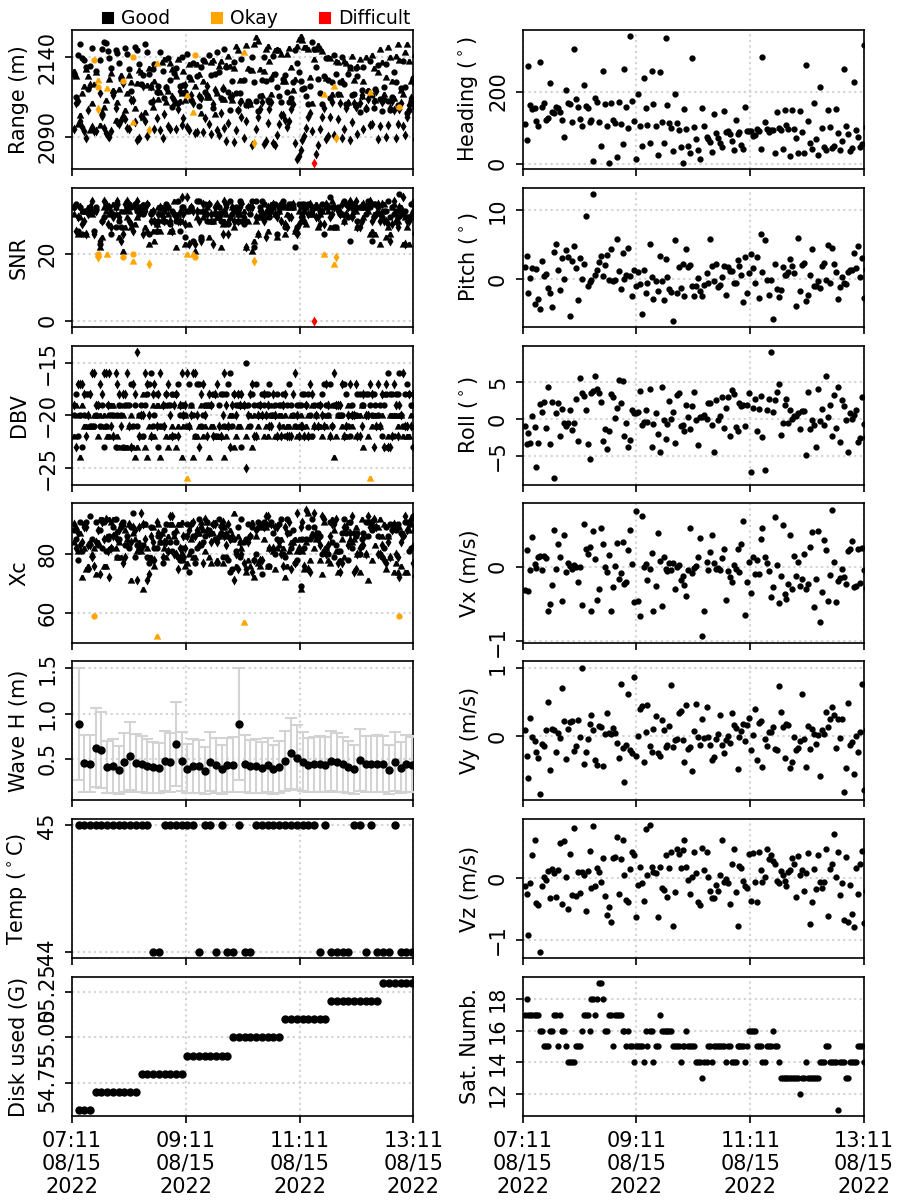 Good Okay Difficult
Range (m)
2140
2090
Heading (°)
200
0
SNR
20
0
Pitch (°)
10
0
DBV
−15
−20
−25
Roll (°)
5
0
−5
Xc
80
60
Vx (m/s)
0
−1
Wave H (m)
1.5
1.0
0.5
Vy (m/s)
1
0
Temp (°C)
45
44
Vz (m/s)
0
−1
Disk used (G)
55.25
55.00
54.75
Sat. Numb.
18
16
14
12
07:11 09:11 11:11 13:11
08/15 08/15 08/15 08/15
2022 2022 2022 2022
07:11 09:11 11:11 13:11
08/15 08/15 08/15 08/15
2022 2022 2022 2022